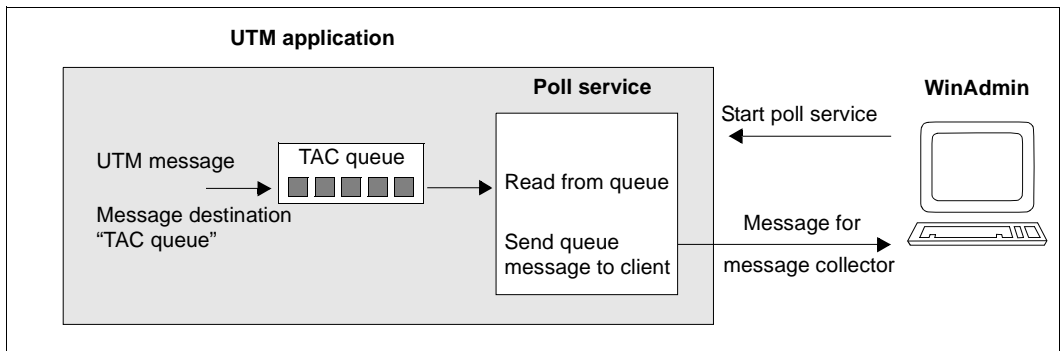 UTM application
Poll service
WinAdmin
Start poll service
UTM message
TAC queue
Message destination
“TAC queue”
Read from queue
Send queue
message to client
Message for
message collector